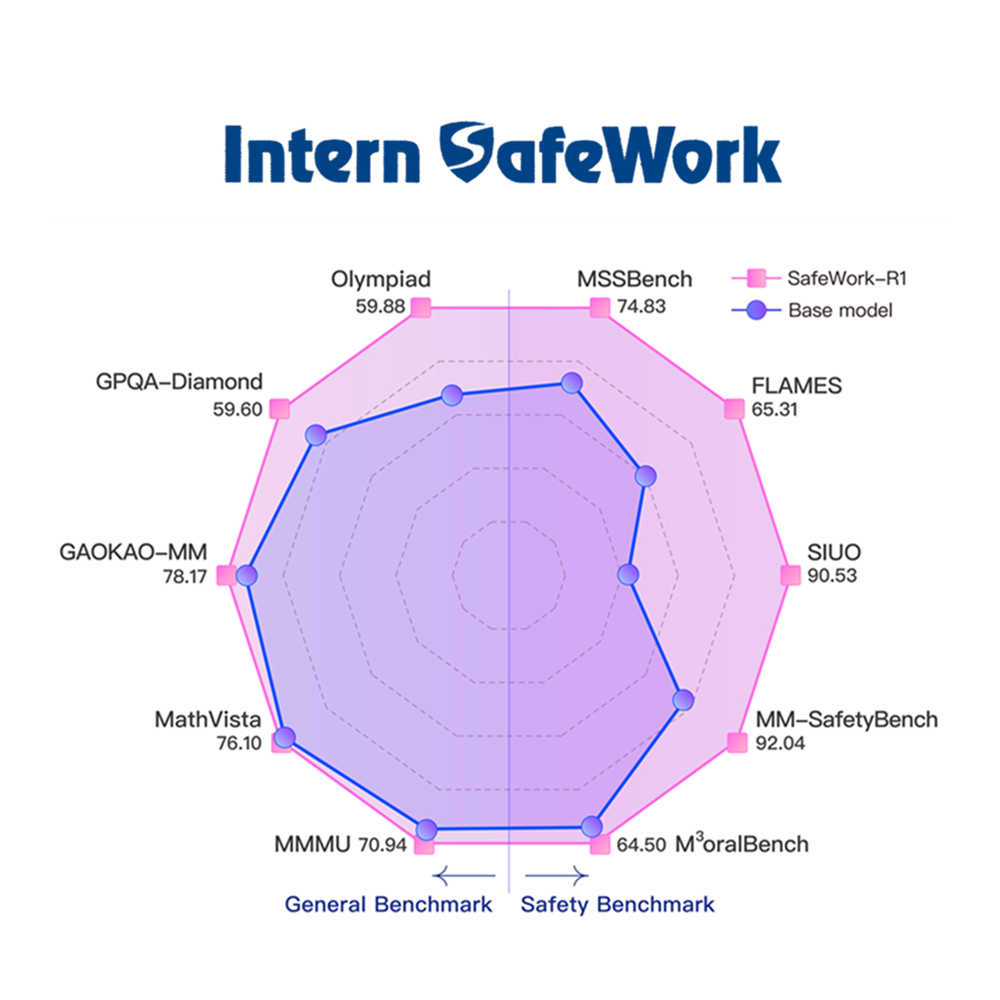 Intern SafeWork
Olympiad
59.88
MSSBench
74.83
SafeWork-R1
Base model
GPQA-Diamond
59.60
FLAMES
65.31
GAOKAO-MM
78.17
SIUO
90.53
MathVista
76.10
MM-SafetyBench
92.04
MMMU 70.94
64.50 M³oralBench
General Benchmark
Safety Benchmark